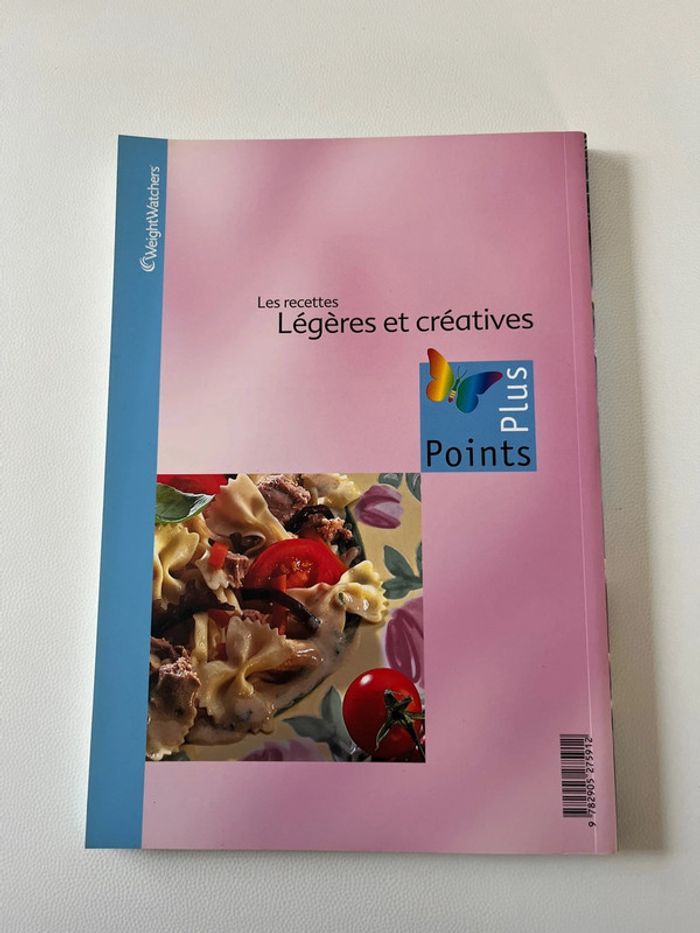 WeightWatchers
Les recettes
Légères et créatives
Plus
Points
9 782905 275912